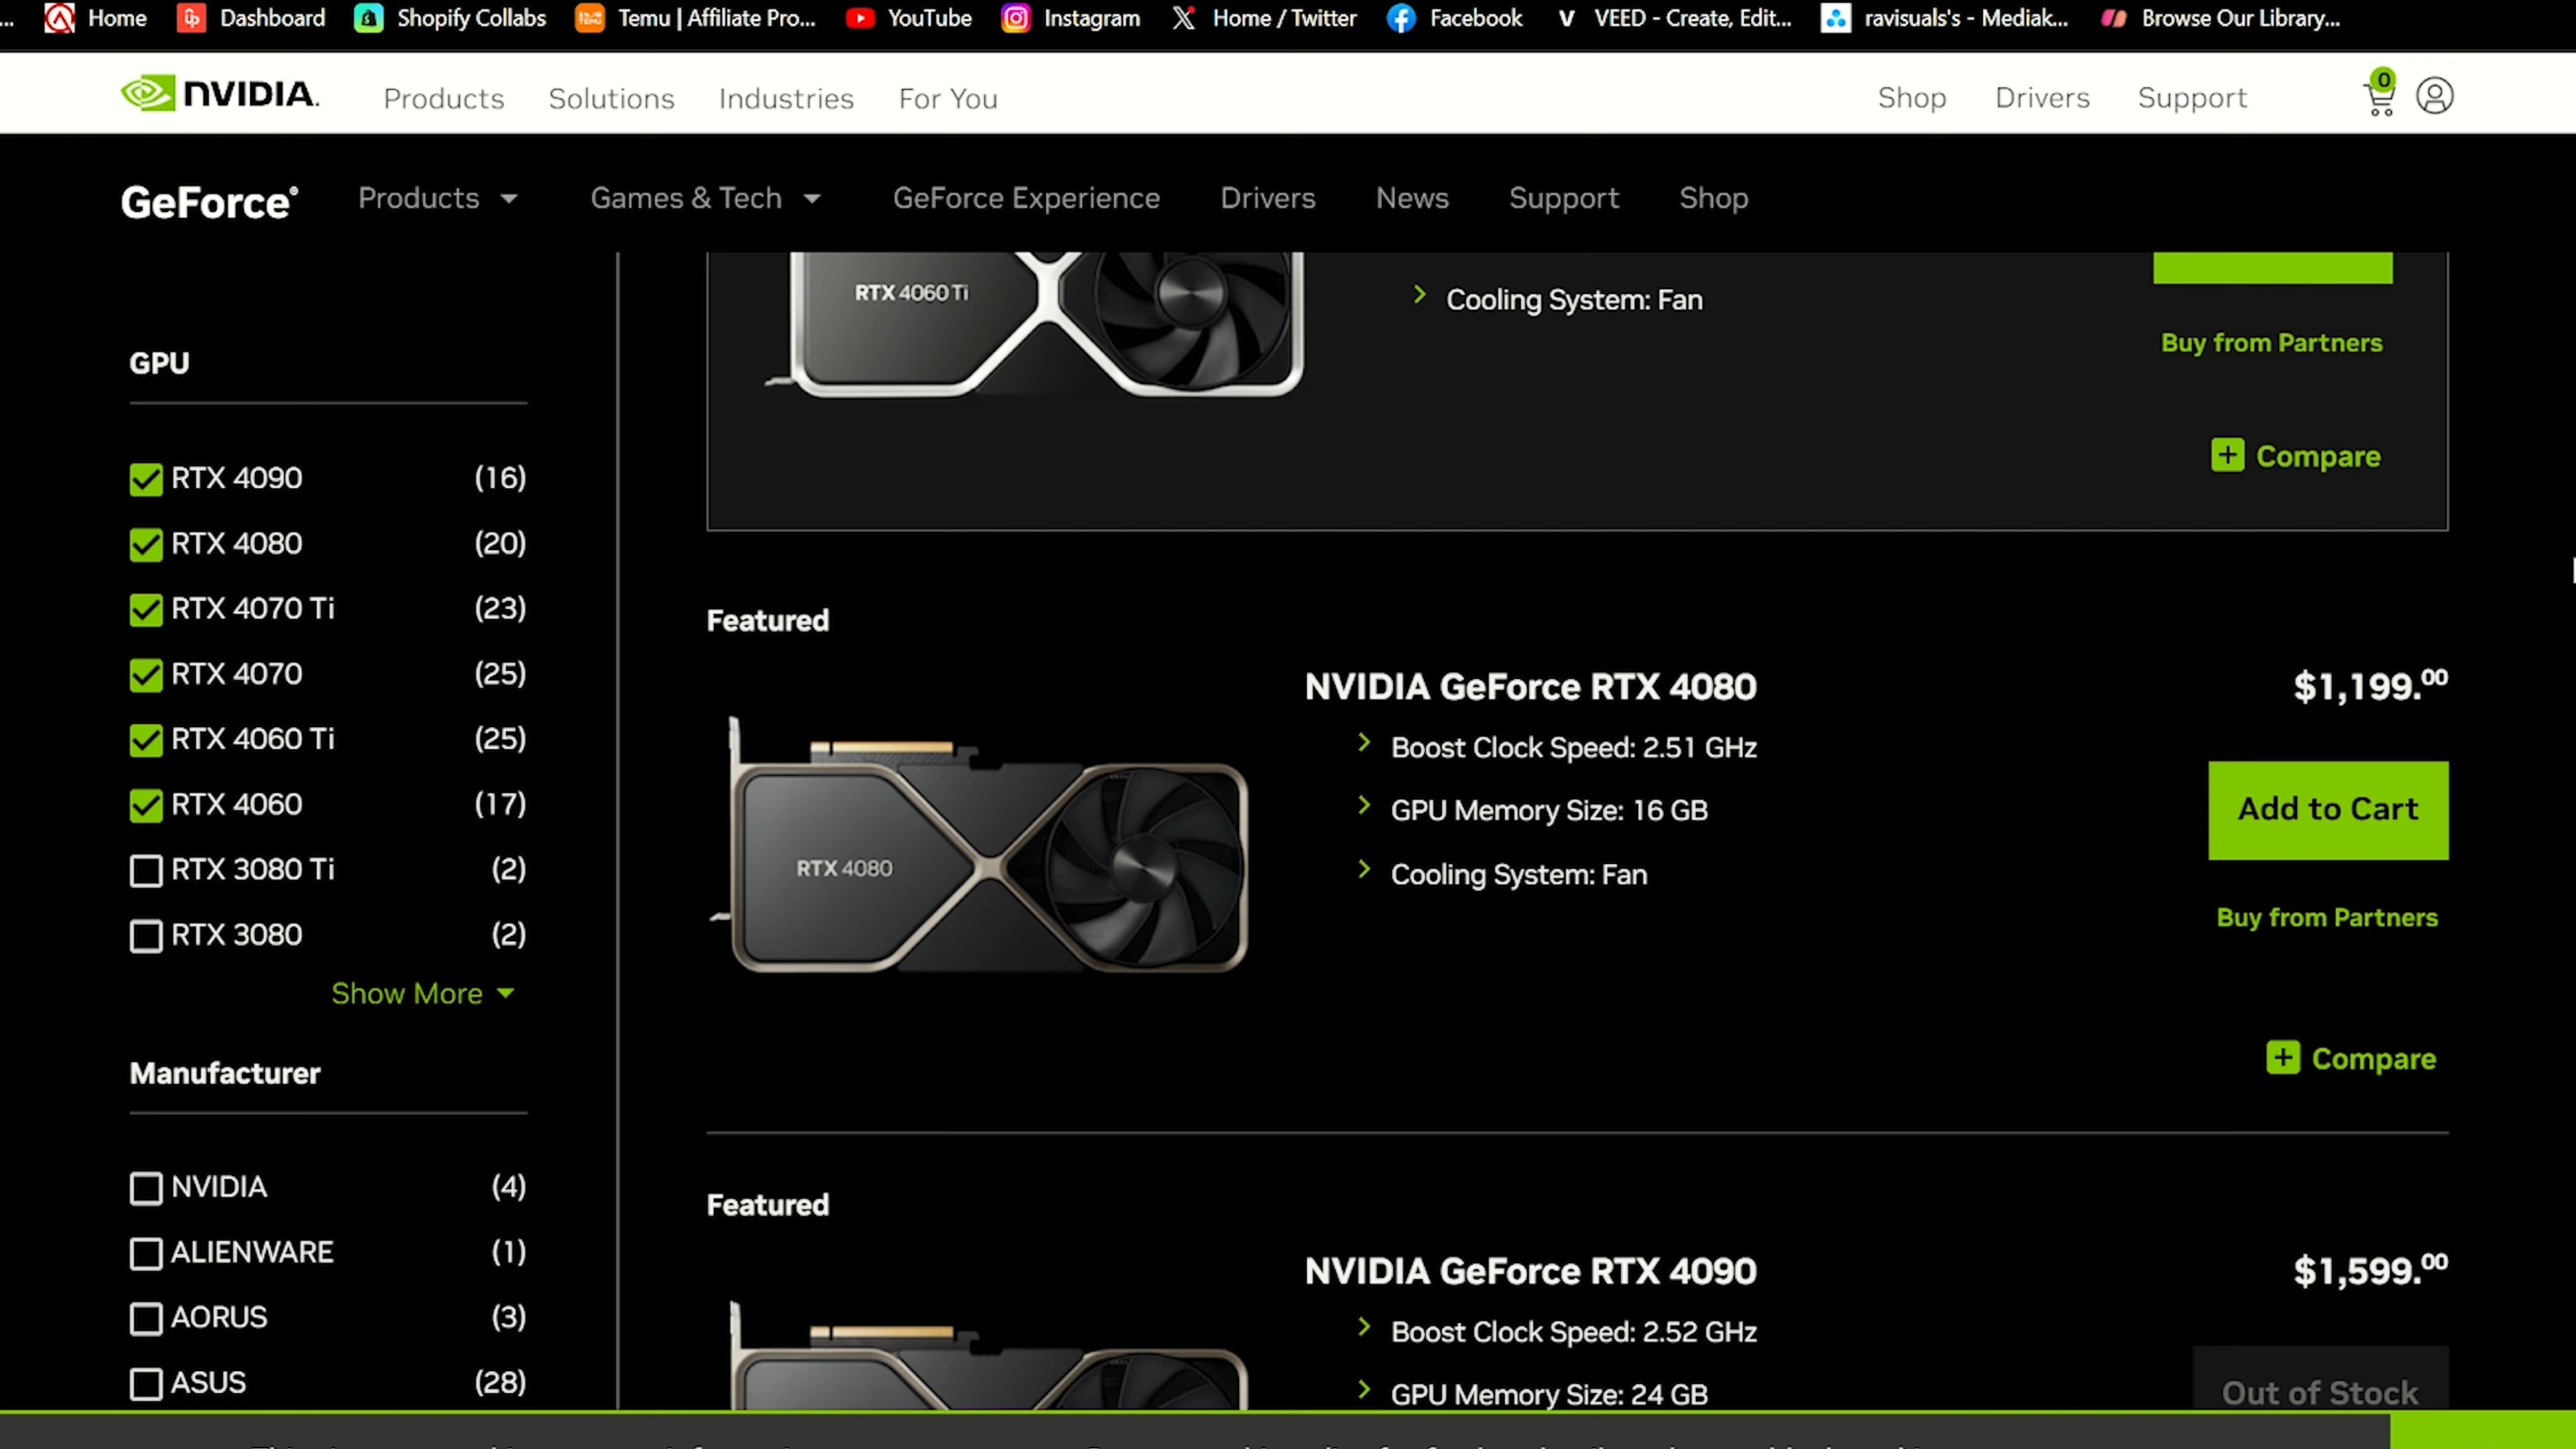 Home Dashboard Shopify Collabs Temu | Affiliate Pro... YouTube Instagram Home / Twitter Facebook VEED - Create, Edit... ravisuals's - Mediak... Browse Our Library...
NVIDIA. Products Solutions Industries For You Shop Drivers Support 0
GeForce® Products Games & Tech GeForce Experience Drivers News Support Shop
RTX 4060 Ti
Cooling System: Fan
Buy from Partners
Compare
GPU
RTX 4090 (16)
RTX 4080 (20)
RTX 4070 Ti (23)
RTX 4070 (25)
RTX 4060 Ti (25)
RTX 4060 (17)
RTX 3080 Ti (2)
RTX 3080 (2)
Show More
Manufacturer
NVIDIA (4)
ALIENWARE (1)
AORUS (3)
ASUS (28)
Featured
NVIDIA GeForce RTX 4080 $1,199.00
Boost Clock Speed: 2.51 GHz
GPU Memory Size: 16 GB
Cooling System: Fan
RTX 4080
Add to Cart
Buy from Partners
Compare
Featured
NVIDIA GeForce RTX 4090 $1,599.00
Boost Clock Speed: 2.52 GHz
GPU Memory Size: 24 GB
Out of Stock